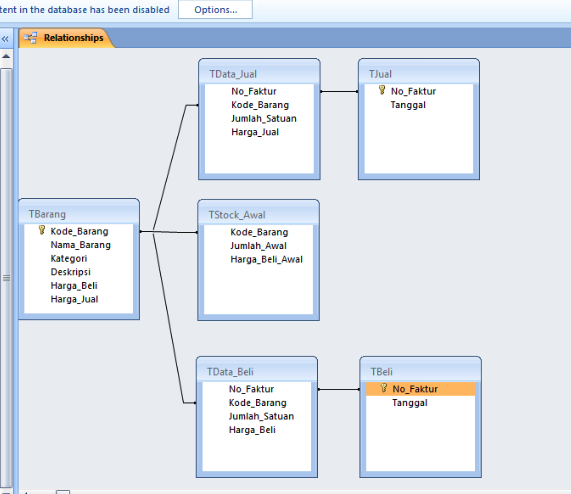 tent in the database has been disabled Options...
« Relationships
TData_Jual
No_Faktur
Kode_Barang
Jumlah_Satuan
Harga_Jual
TJual
No_Faktur
Tanggal
TBarang
Kode_Barang
Nama_Barang
Kategori
Deskripsi
Harga_Beli
Harga_Jual
TStock_Awal
Kode_Barang
Jumlah_Awal
Harga_Beli_Awal
TData_Beli
No_Faktur
Kode_Barang
Jumlah_Satuan
Harga_Beli
TBeli
No_Faktur
Tanggal